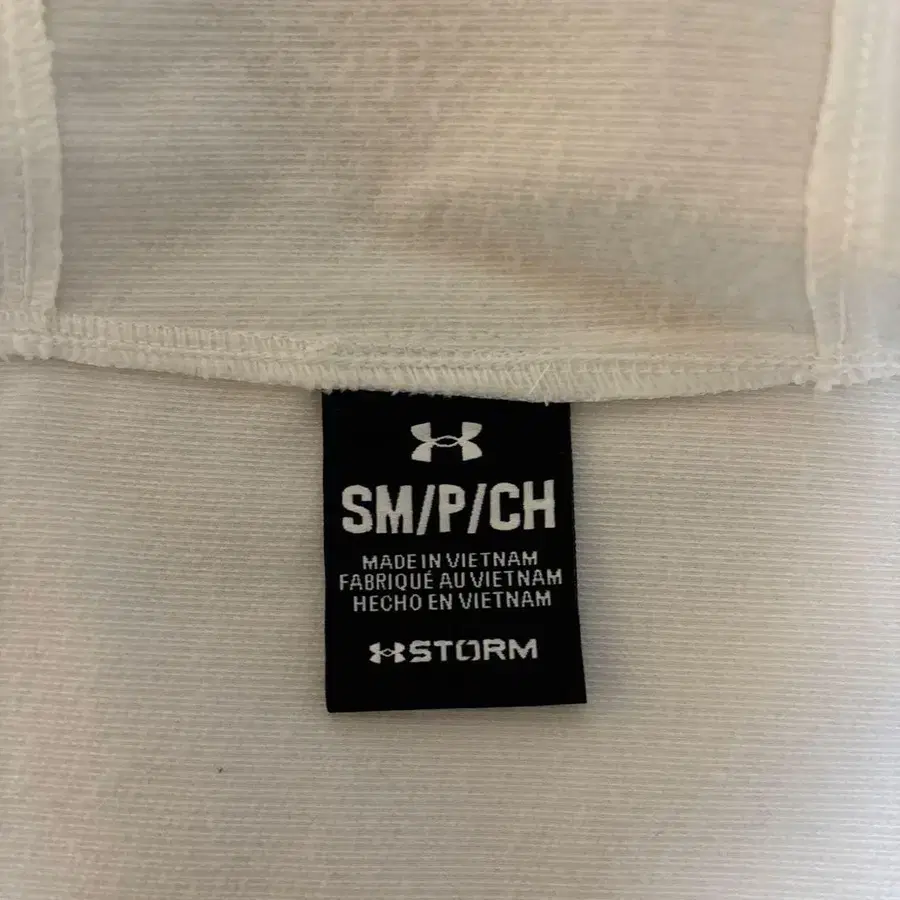 SM/P/CH
MADE IN VIETNAM
FABRIQUÉ AU VIETNAM
HECHO EN VIETNAM
STORM